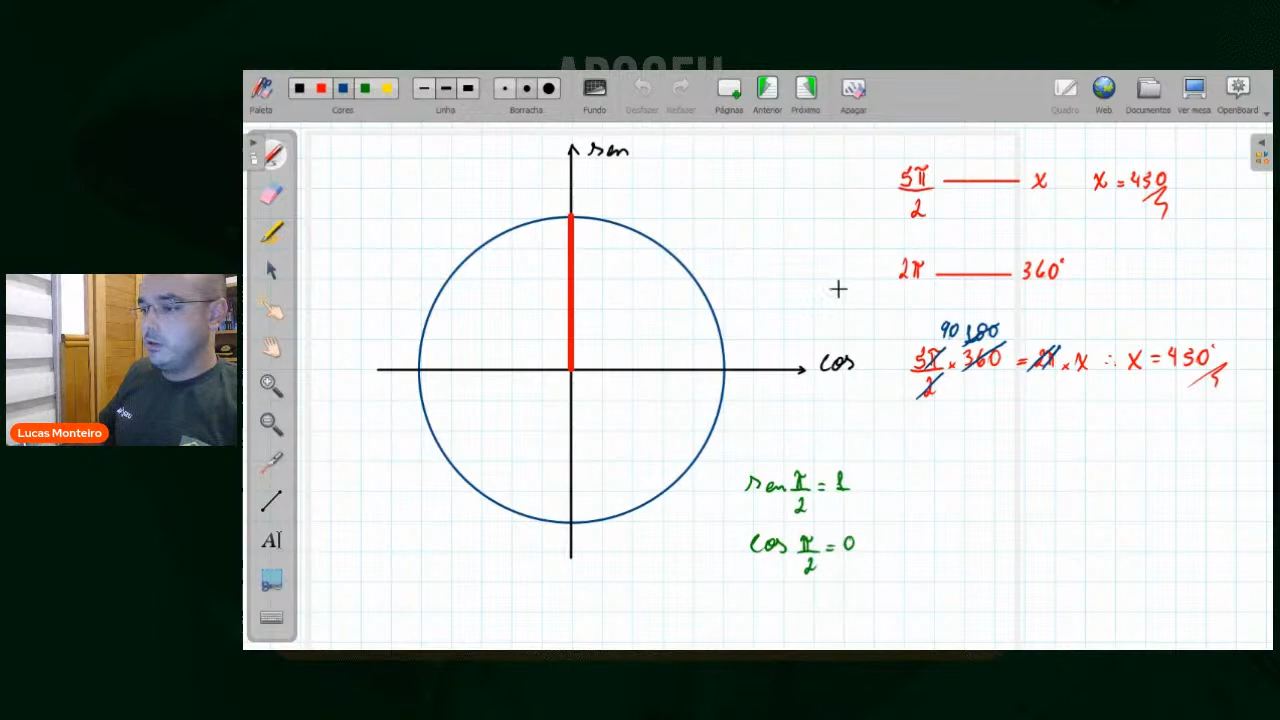 Paleta
Cores
Linha
Borracha
Fundo
Desfazer
Refazer
Páginas
Anterior
Próximo
Apagar
Quadro
Web
Documentos
Ver mesa
OpenBoard
sen
cos
5π/2 —— x x = 450
2π —— 360°
90 180
5π/2 . 360 = 2π . x ∴ x = 450°
sen π/2 = 1
cos π/2 = 0
AI
Lucas Monteiro